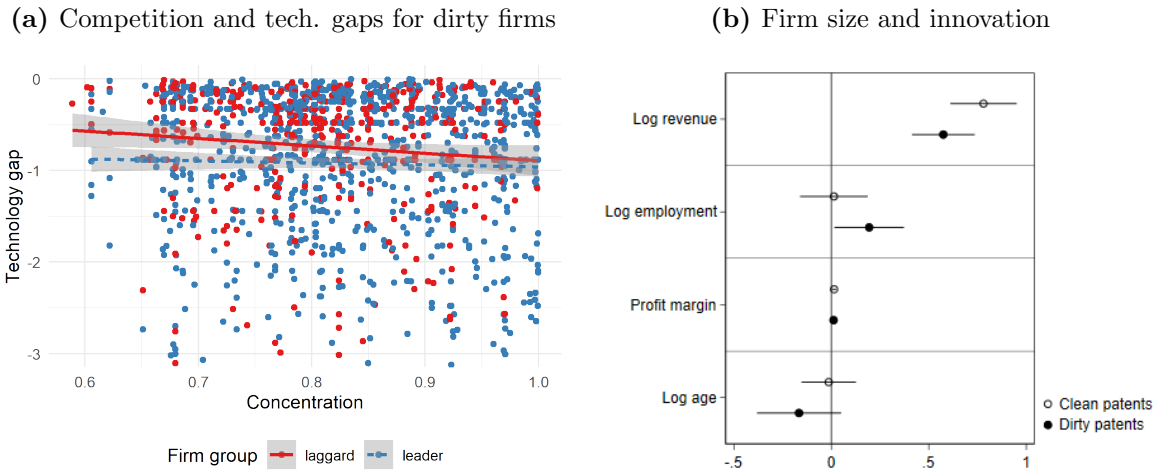 (a) Competition and tech. gaps for dirty firms
0
-1
-2
-3
Technology gap
0.6 0.7 0.8 0.9 1.0
Concentration
Firm group laggard leader
(b) Firm size and innovation
Log revenue
Log employment
Profit margin
Log age
-.5 0 .5 1
Clean patents
Dirty patents